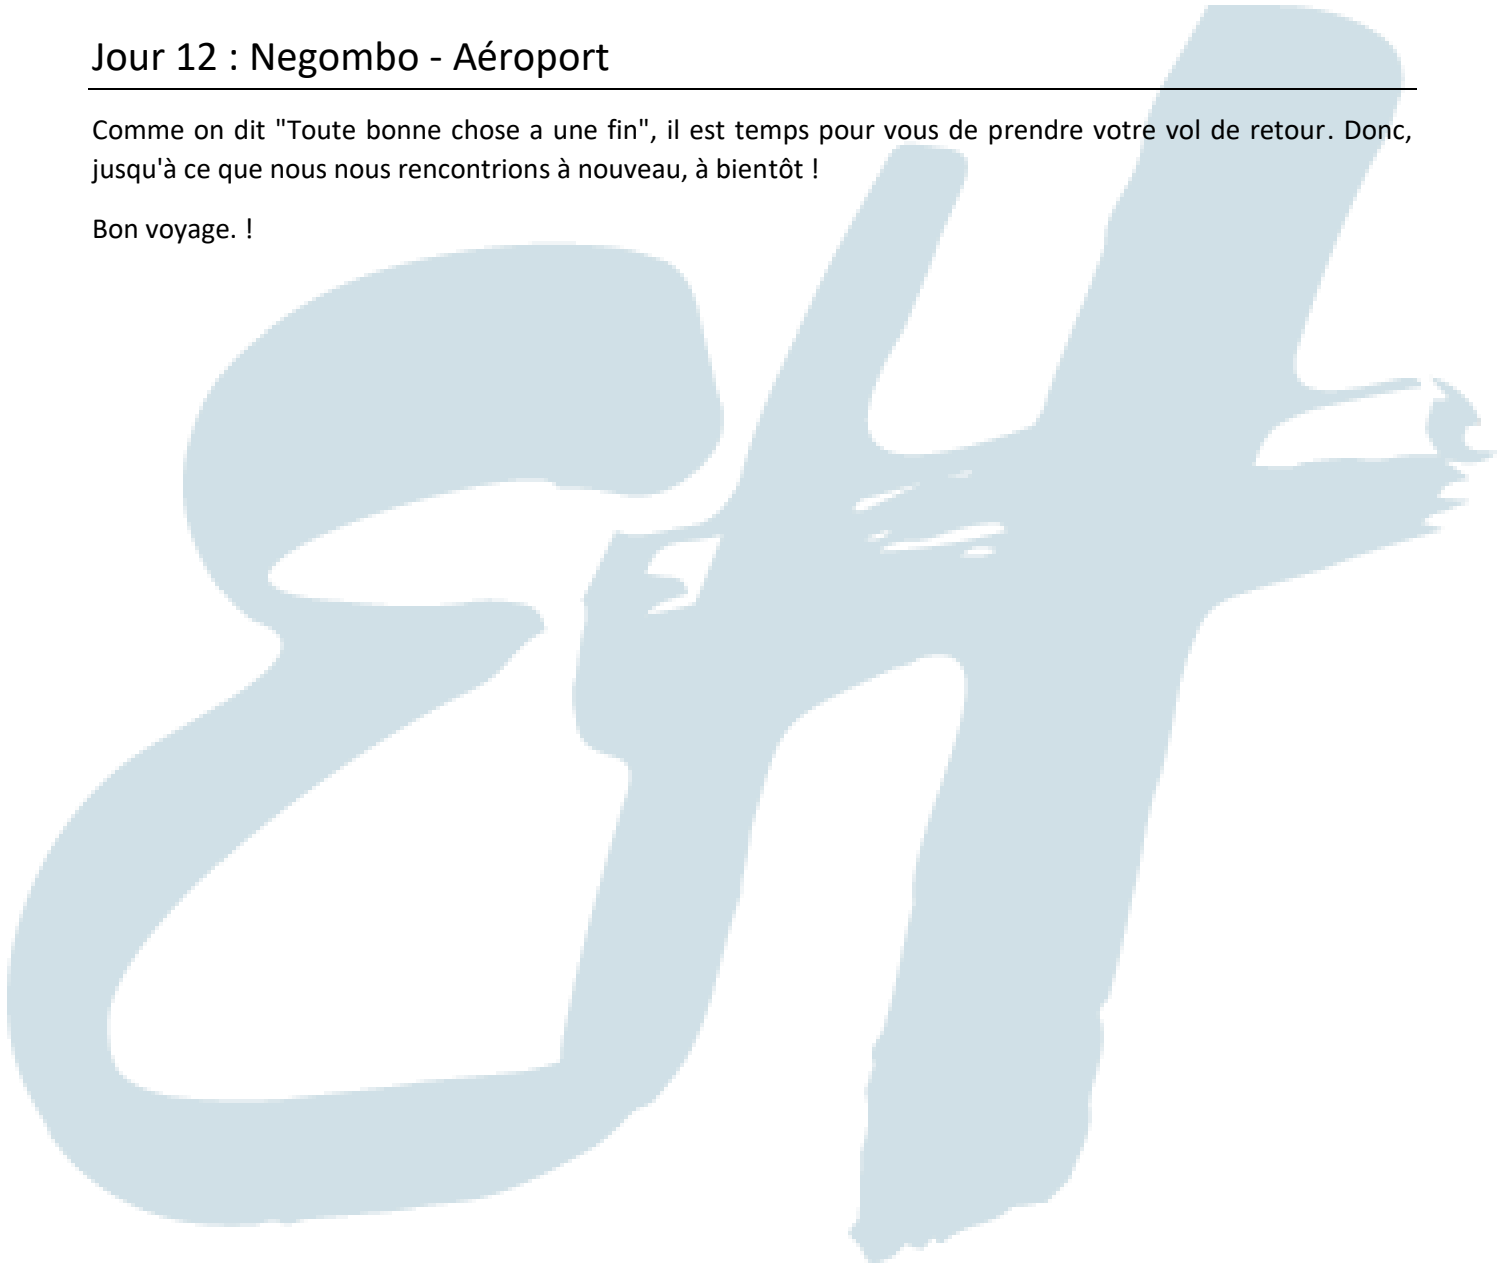 Jour 12 : Negombo - Aéroport
Comme on dit "Toute bonne chose a une fin", il est temps pour vous de prendre votre vol de retour. Donc,
jusqu'à ce que nous nous rencontrions à nouveau, à bientôt !
Bon voyage. !
EH